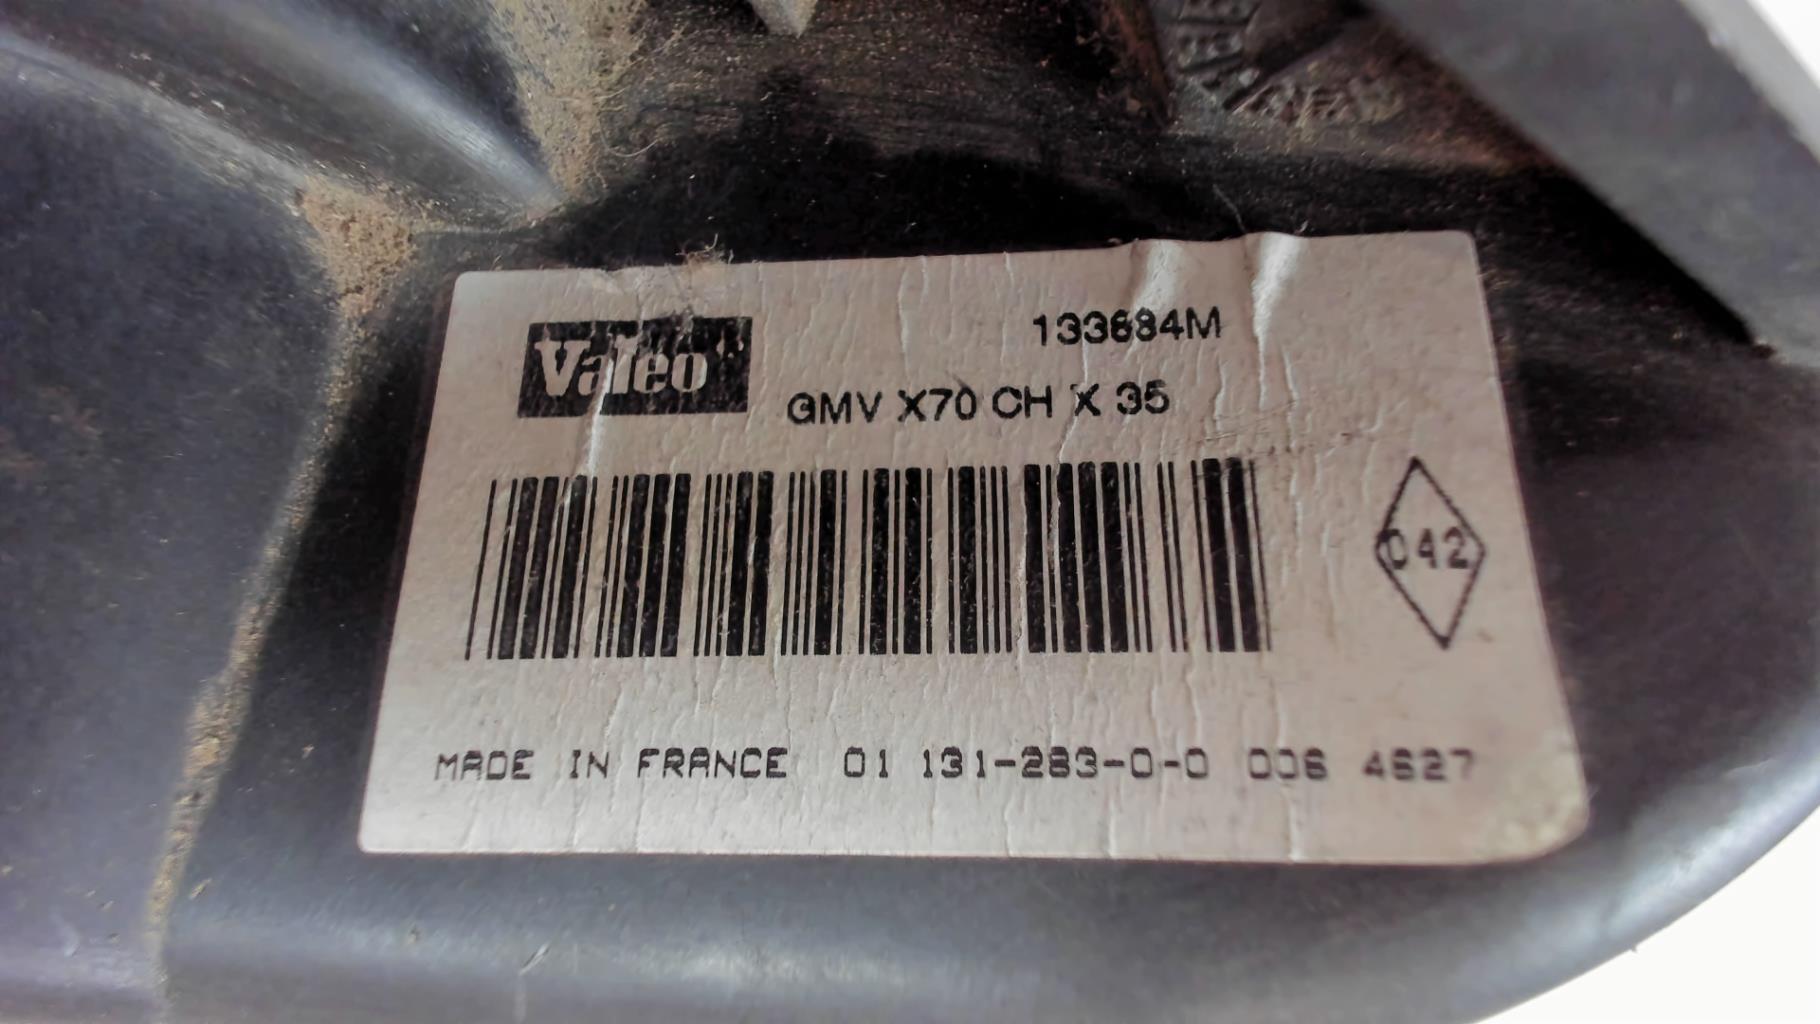 Valeo
133684M
GMV X70 CH X 35
042
MADE IN FRANCE 01 131-283-0-0 006 4627